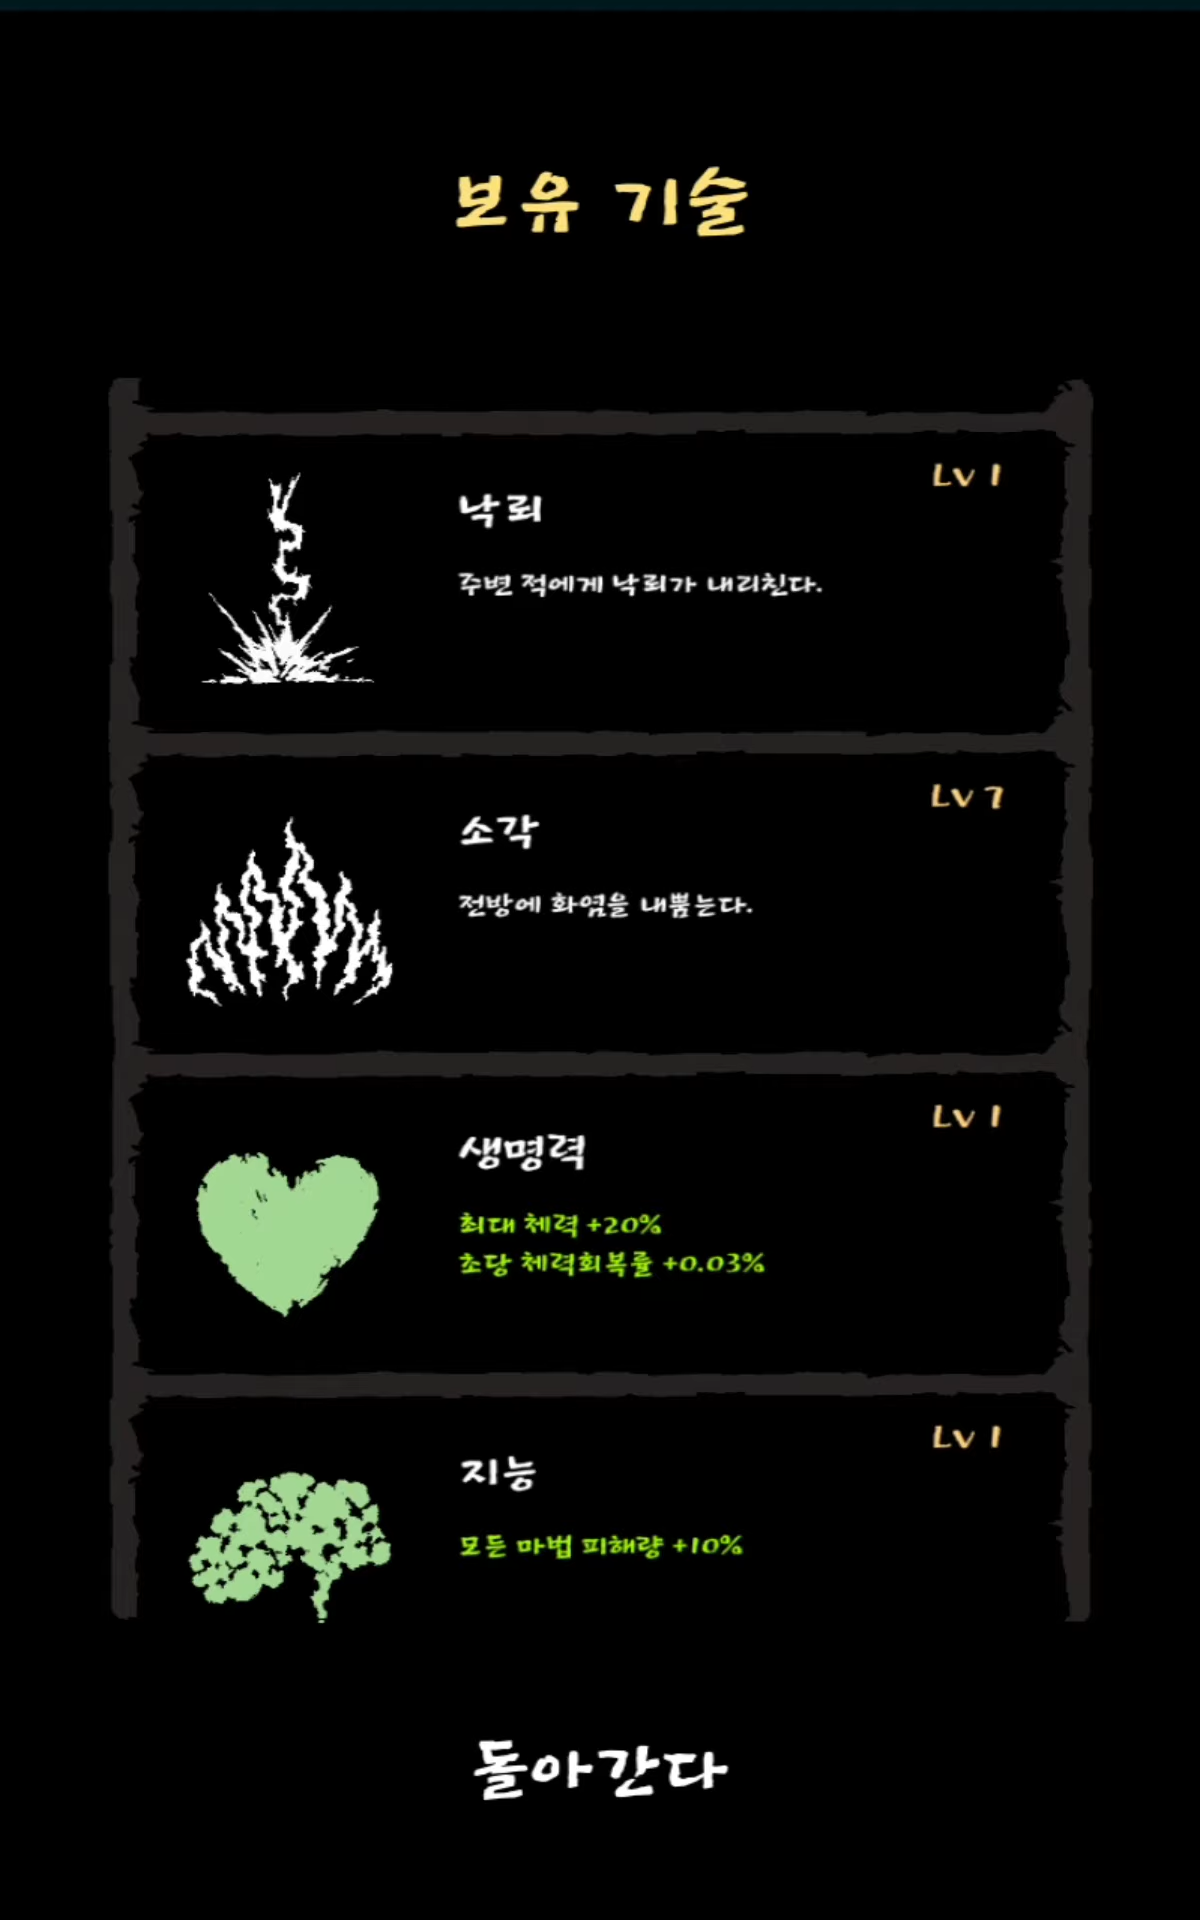 보유 기술
Lv 1
낙뢰
주변 적에게 낙뢰가 내리친다.
Lv 7
소각
전방에 화염을 내뿜는다.
Lv 1
생명력
최대 체력 +20%
초당 체력회복률 +0.03%
Lv 1
지능
모든 마법 피해량 +10%
돌아간다